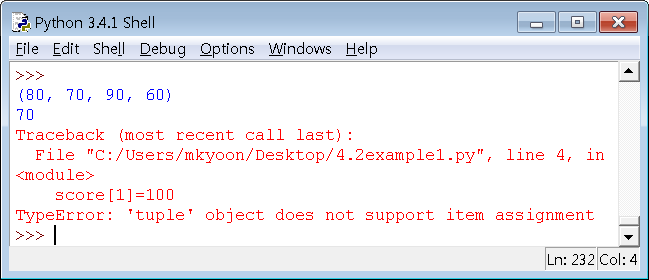 Python 3.4.1 Shell
File Edit Shell Debug Options Windows Help
>>>
(80, 70, 90, 60)
70
Traceback (most recent call last):
  File "C:/Users/mkyoon/Desktop/4.2example1.py", line 4, in
<module>
    score[1]=100
TypeError: 'tuple' object does not support item assignment
>>>
Ln: 232 Col: 4